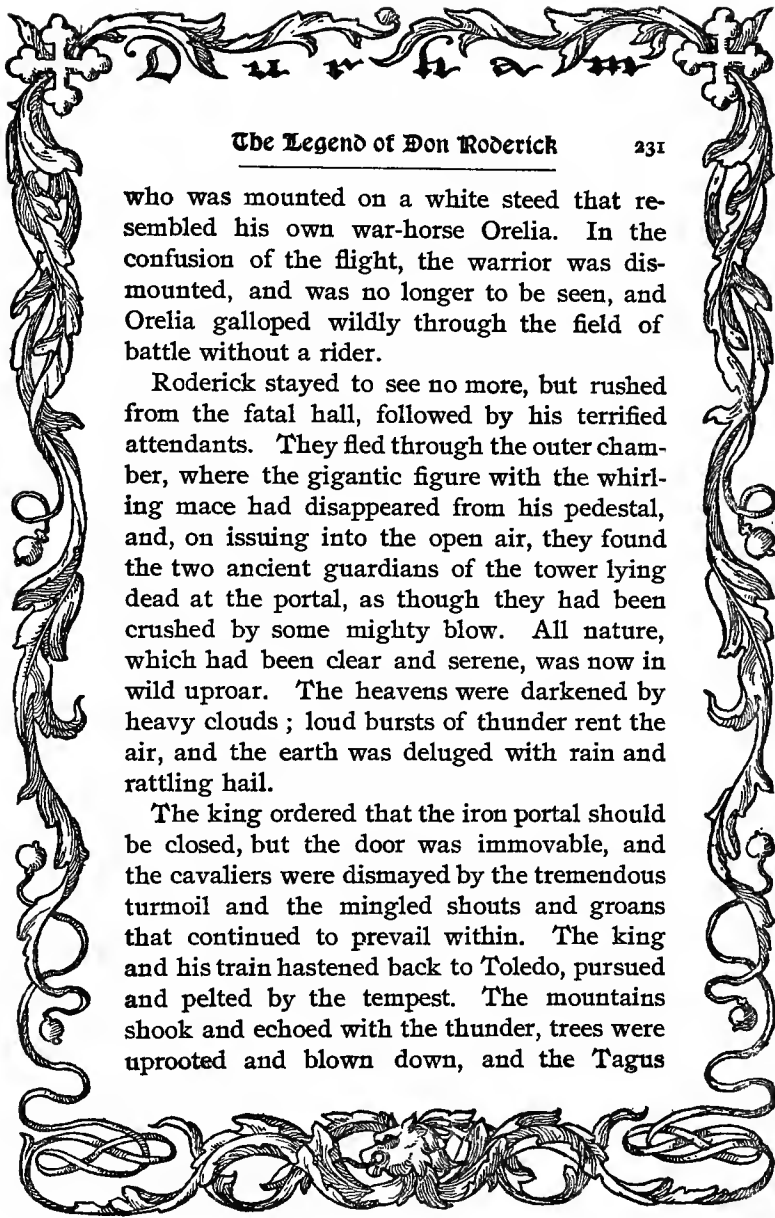 Durham
The Legend of Don Roderick 231
who was mounted on a white steed that re-
sembled his own war-horse Orelia. In the
confusion of the flight, the warrior was dis-
mounted, and was no longer to be seen, and
Orelia galloped wildly through the field of
battle without a rider.
Roderick stayed to see no more, but rushed
from the fatal hall, followed by his terrified
attendants. They fled through the outer cham-
ber, where the gigantic figure with the whirl-
ing mace had disappeared from his pedestal,
and, on issuing into the open air, they found
the two ancient guardians of the tower lying
dead at the portal, as though they had been
crushed by some mighty blow. All nature,
which had been clear and serene, was now in
wild uproar. The heavens were darkened by
heavy clouds ; loud bursts of thunder rent the
air, and the earth was deluged with rain and
rattling hail.
The king ordered that the iron portal should
be closed, but the door was immovable, and
the cavaliers were dismayed by the tremendous
turmoil and the mingled shouts and groans
that continued to prevail within. The king
and his train hastened back to Toledo, pursued
and pelted by the tempest. The mountains
shook and echoed with the thunder, trees were
uprooted and blown down, and the Tagus